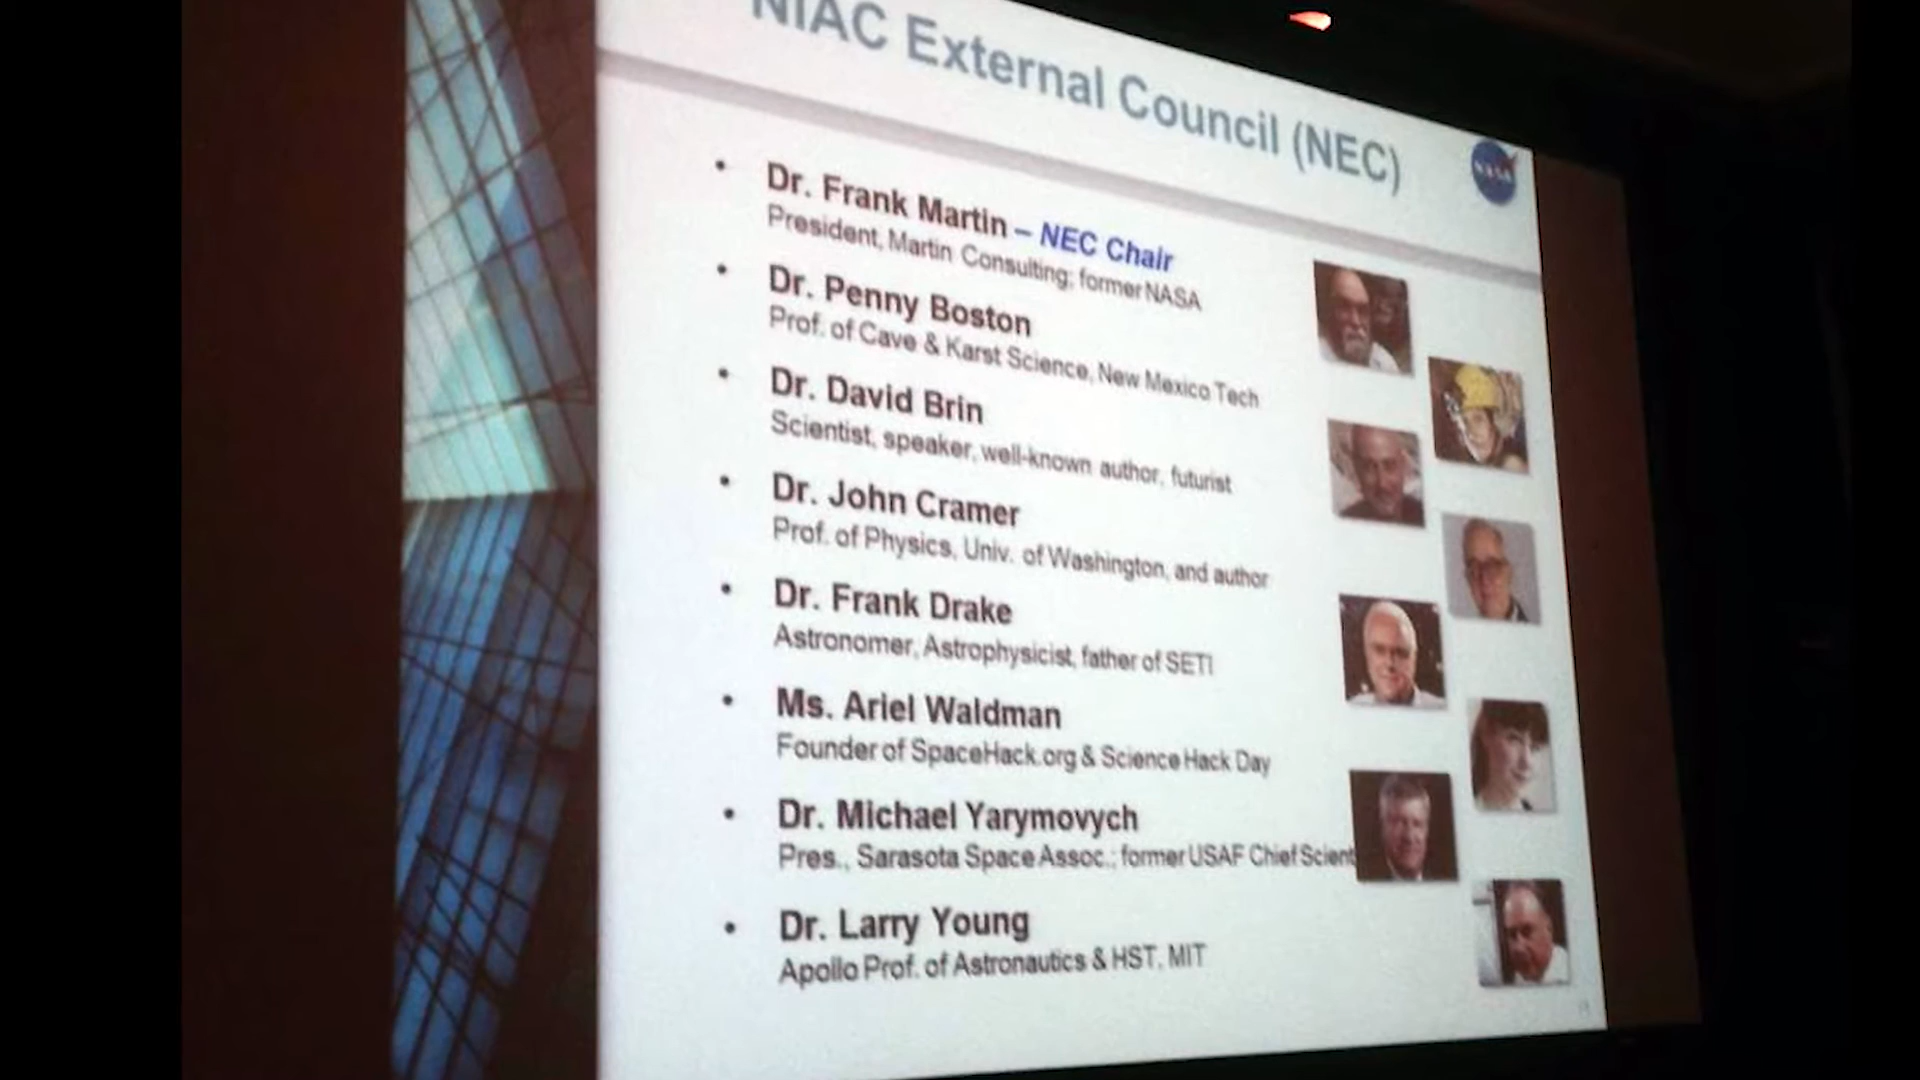 NIAC External Council (NEC)
NASA
• Dr. Frank Martin – NEC Chair
President, Martin Consulting; former NASA
• Dr. Penny Boston
Prof. of Cave & Karst Science, New Mexico Tech
• Dr. David Brin
Scientist, speaker, well-known author, futurist
• Dr. John Cramer
Prof. of Physics, Univ. of Washington, and author
• Dr. Frank Drake
Astronomer, Astrophysicist, father of SETI
• Ms. Ariel Waldman
Founder of SpaceHack.org & Science Hack Day
• Dr. Michael Yarymovych
Pres., Sarasota Space Assoc.; former USAF Chief Scient
• Dr. Larry Young
Apollo Prof. of Astronautics & HST, MIT